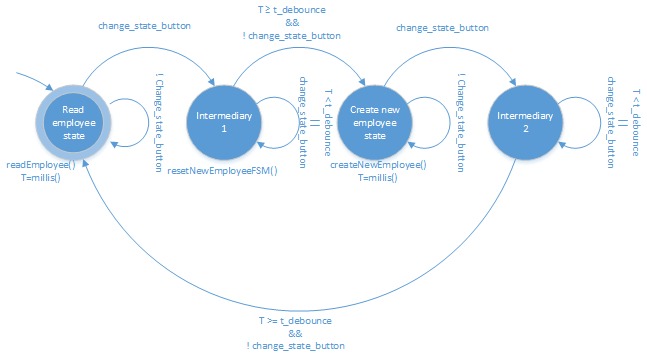 T ≥ t_debounce
&&
! change_state_button
change_state_button
change_state_button
Read
employee
state
! Change_state_button
Intermediary
1
change_state_button
||
T < t_debounce
Create new
employee
state
! Change_state_button
Intermediary
2
change_state_button
||
T < t_debounce
readEmployee()
T=millis()
resetNewEmployeeFSM()
createNewEmployee()
T=millis()
T >= t_debounce
&&
! change_state_button